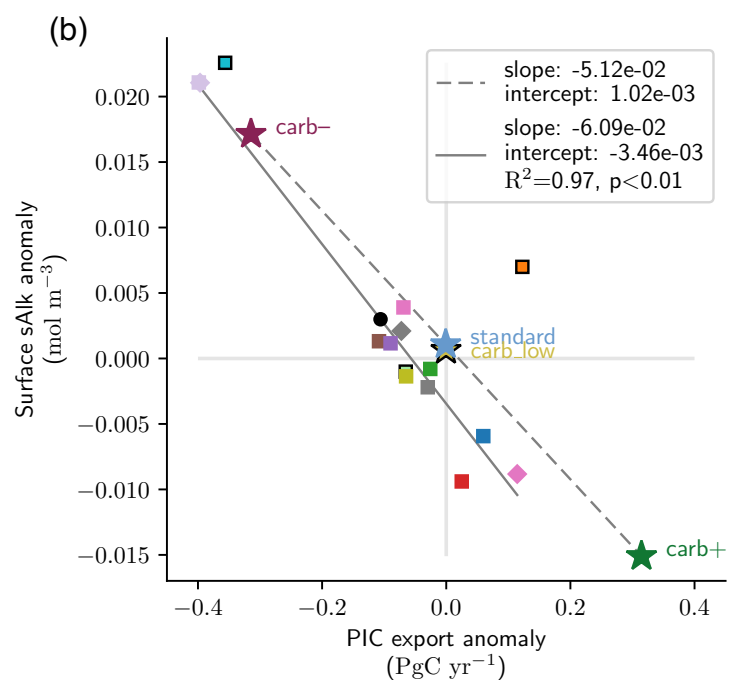 (b)
slope: -5.12e-02
intercept: 1.02e-03
slope: -6.09e-02
intercept: -3.46e-03
R²=0.97, p<0.01
carb−
standard
carb_low
carb+
0.020
0.015
0.010
0.005
0.000
−0.005
−0.010
−0.015
Surface sAlk anomaly
(mol m⁻³)
−0.4 −0.2 0.0 0.2 0.4
PIC export anomaly
(PgC yr⁻¹)